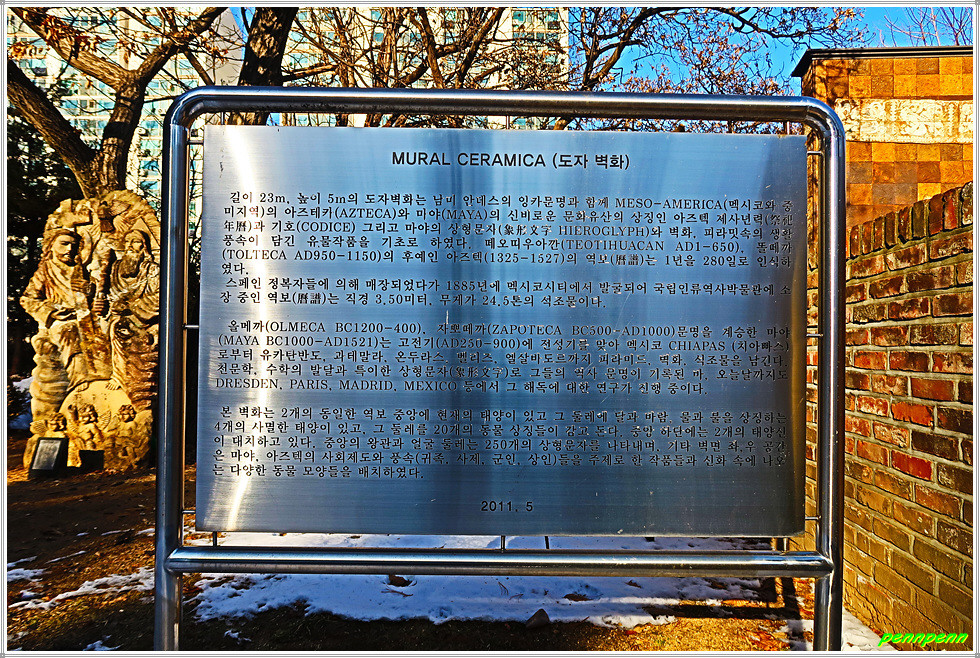 MURAL CERAMICA (도자 벽화)
길이 23m, 높이 5m의 도자벽화는 남미 안데스의 잉카문명과 함께 MESO-AMERICA(멕시코와 중
미지역)의 아즈테카(AZTECA)와 마야(MAYA)의 신비로운 문화유산의 상징인 아즈텍 제사년력(祭祀
年曆)과 기호(CODICE) 그리고 마야의 상형문자(象形文字 HIEROGLYPH)와 벽화, 피라밋속의 생활
풍속이 담긴 유물작품을 기초로 하였다. 떼오띠우아깐(TEOTIHUACAN AD1-650), 똘떼까
(TOLTECA AD950-1150)의 후예인 아즈텍(1325-1527)의 역보(曆譜)는 1년을 280일로 인식하
였다.
스페인 정복자들에 의해 매장되었다가 1885년에 멕시코시티에서 발굴되어 국립인류역사박물관에 소
장 중인 역보(曆譜)는 직경 3.50미터, 무게가 24.5톤의 석조물이다.
올메까(OLMECA BC1200-400), 자뽀떼까(ZAPOTECA BC500-AD1000)문명을 계승한 마야
(MAYA BC1000-AD1521)는 고전기(AD250-900)에 전성기를 맞아 멕시코 CHIAPAS (치아빠스)
로부터 유카탄반도, 과테말라, 온두라스, 벨리즈, 엘살바도르까지 피라미드, 벽화, 석조물을 남긴다.
천문학, 수학의 발달과 특이한 상형문자(象形文字)로 그들의 역사 문명이 기록된 바, 오늘날까지도
DRESDEN, PARIS, MADRID, MEXICO 등에서 그 해독에 대한 연구가 진행 중이다.
본 벽화는 2개의 동일한 역보 중앙에 현재의 태양이 있고 그 둘레에 달과 바람, 물과 불을 상징하는
4개의 사멸한 태양이 있고, 그 둘레를 20개의 동물 상징들이 감고 돈다. 중앙 하단에는 2개의 태양신
이 대치하고 있다. 중앙의 왕관과 얼굴 둘레는 250개의 상형문자를 나타내며, 기타 벽면 좌,우 공간
은 마야, 아즈텍의 사회제도와 풍속(귀족, 사제, 군인, 상인)들을 주제로 한 작품들과 신화 속에 나오
는 다양한 동물 모양들을 배치하였다.
2011. 5
pennpenn